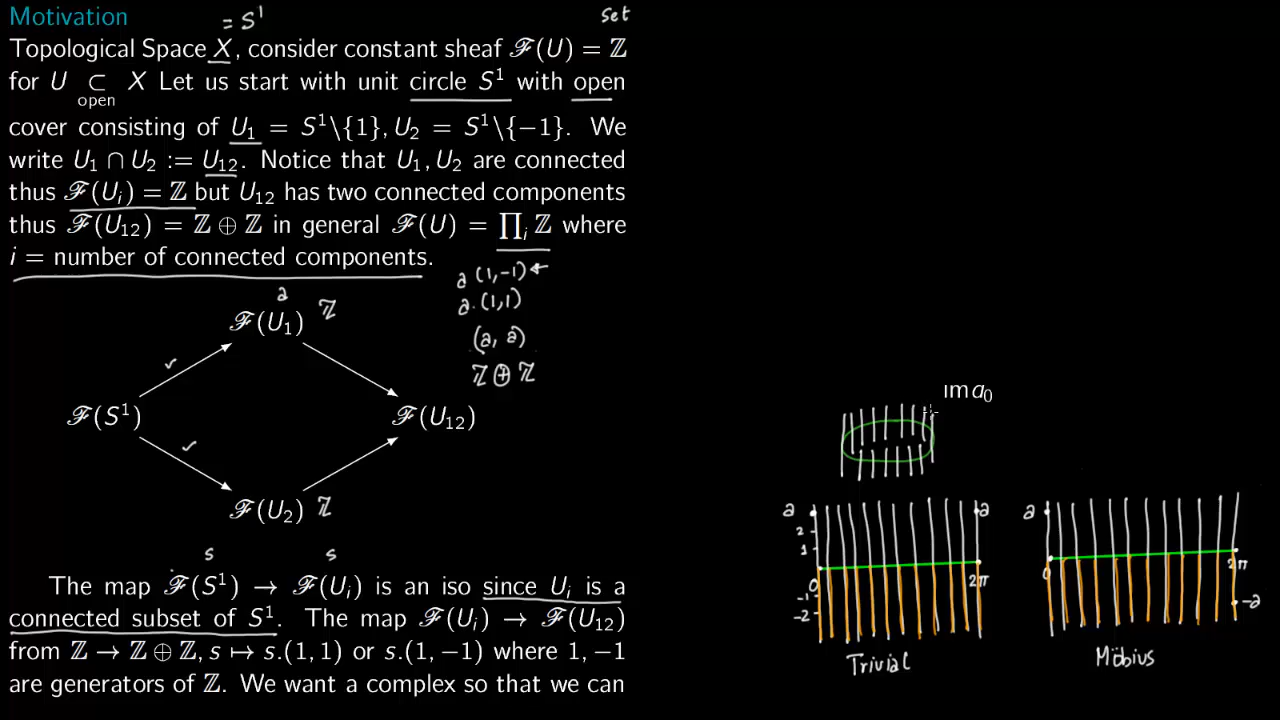 Motivation
= S¹
set
Topological Space X, consider constant sheaf ℱ(U) = ℤ
for U ⊂ X Let us start with unit circle S¹ with open
open
cover consisting of U₁ = S¹\{1}, U₂ = S¹\{−1}. We
write U₁ ∩ U₂ := U₁₂. Notice that U₁, U₂ are connected
thus ℱ(Uᵢ) = ℤ but U₁₂ has two connected components
thus ℱ(U₁₂) = ℤ ⊕ ℤ in general ℱ(U) = ∏ᵢ ℤ where
i = number of connected components.
a (1,-1) ←
a.(1,1)
(a, a)
ℤ ⊕ ℤ
a
ℱ(U₁) ℤ
ℱ(S¹)
ℱ(U₁₂)
ℱ(U₂) ℤ
s s
The map ℱ(S¹) → ℱ(Uᵢ) is an iso since Uᵢ is a
connected subset of S¹. The map ℱ(Uᵢ) → ℱ(U₁₂)
from ℤ → ℤ ⊕ ℤ, s ↦ s.(1, 1) or s.(1, −1) where 1, −1
are generators of ℤ. We want a complex so that we can
im a₀
a
2
1
0
-1
-2
a
2π
Trivial
a
0
2π
-a
Möbius